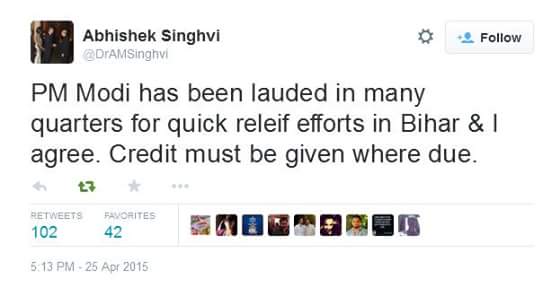 Abhishek Singhvi
@DrAMSinghvi
Follow
PM Modi has been lauded in many
quarters for quick releif efforts in Bihar & I
agree. Credit must be given where due.
RETWEETS FAVORITES
102 42
5:13 PM - 25 Apr 2015